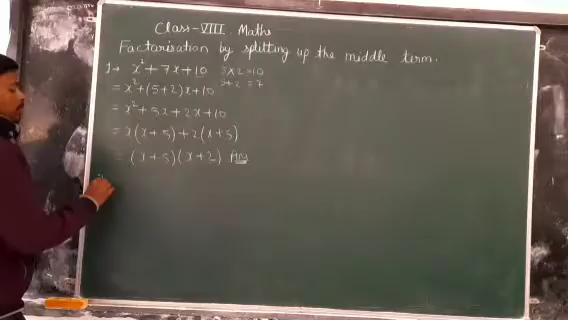 Class-VIII Maths
Factorisation by splitting up the middle term.
1→ x² + 7x + 10 5 x 2 = 10
= x² + (5 + 2)x + 10 5 + 2 = 7
= x² + 5x + 2x + 10
= x(x + 5) + 2(x + 5)
= (x + 5)(x + 2) Ans